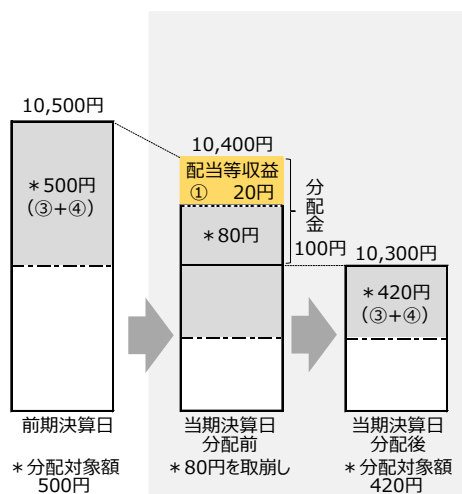 10,500円
＊500円
（③＋④）
前期決算日
＊分配対象額
500円
10,400円
配当等収益
① 20円
＊80円
分配金
100円
当期決算日
分配前
＊80円を取崩し
10,300円
＊420円
（③＋④）
当期決算日
分配後
＊分配対象額
420円